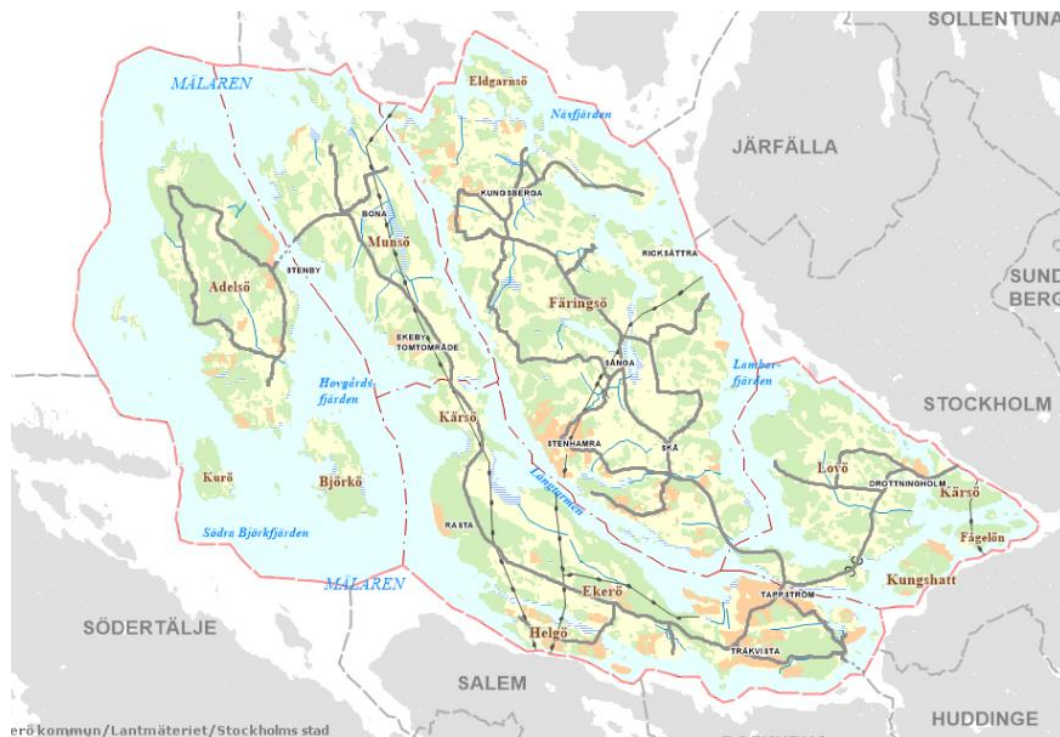 SOLLENTUNA
MÄLAREN
Eldgarnsö
Näsfjärden
JÄRFÄLLA
KUNGSBERGA
BONA
Munsö
RICKSÄTTRA
STENBY
SUND
BERG
Adelsö
Färingsö
EKEBY
TOMTOMRÅDE
SÅNGA
Lambar-
fjärden
Hovgårds-
fjärden
STOCKHOLM
Kärsö
STENHAMRA
SKÅ
Lovö
DROTTNINGHOLM
Kurö
Björkö
Långtarmen
Kärsö
RASTA
Södra Björkfjärden
Fågelön
MÄLAREN
Ekerö
Kungshatt
TAPPSTRÖM
SÖDERTÄLJE
Helgö
TRÄKVISTA
SALEM
HUDDINGE
erö kommun/Lantmäteriet/Stockholms stad